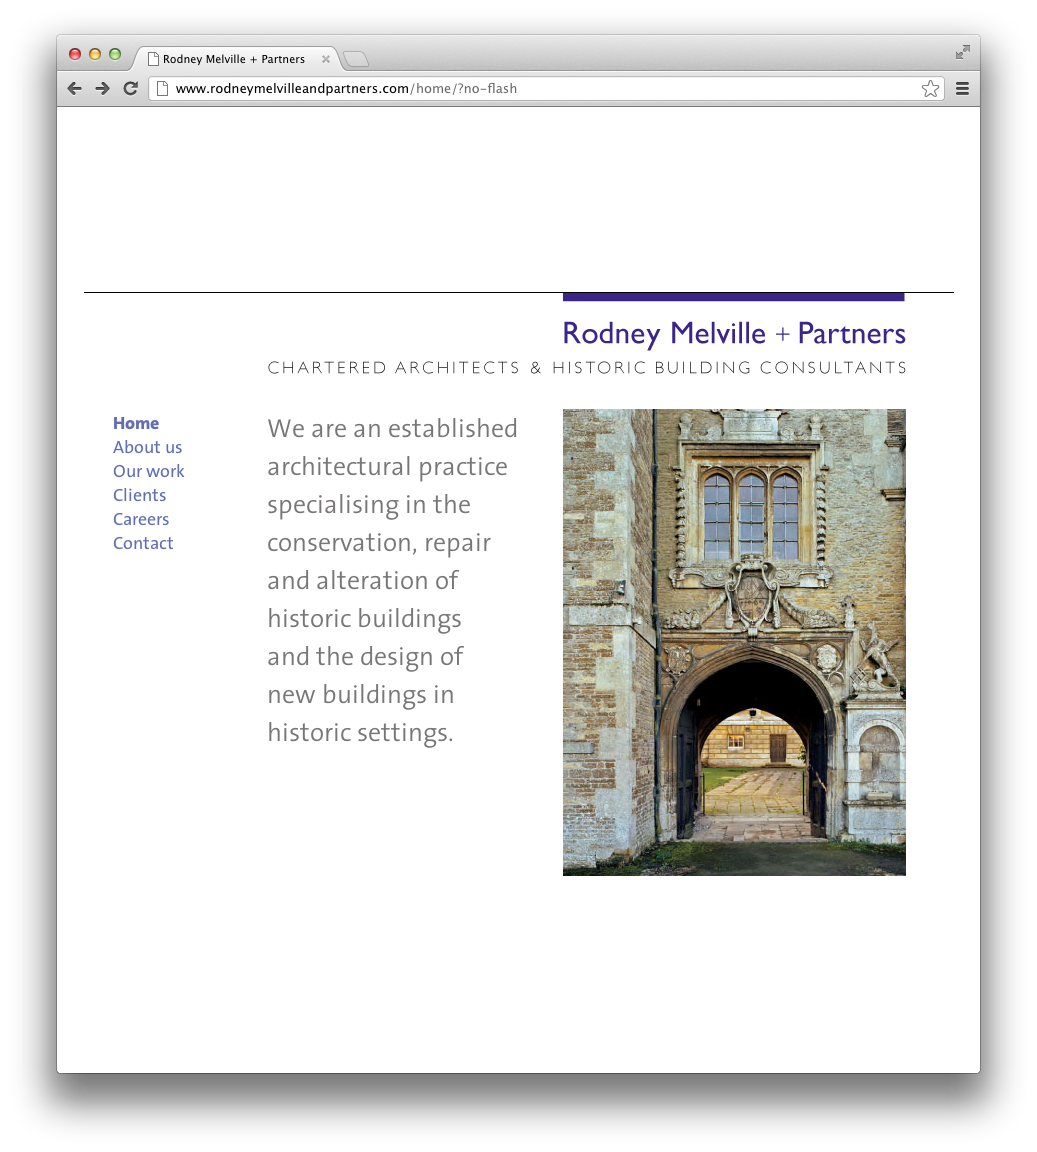 Rodney Melville + Partners
www.rodneymelvilleandpartners.com/home/?no-flash
Rodney Melville + Partners
CHARTERED ARCHITECTS & HISTORIC BUILDING CONSULTANTS
Home
About us
Our work
Clients
Careers
Contact
We are an established
architectural practice
specialising in the
conservation, repair
and alteration of
historic buildings
and the design of
new buildings in
historic settings.